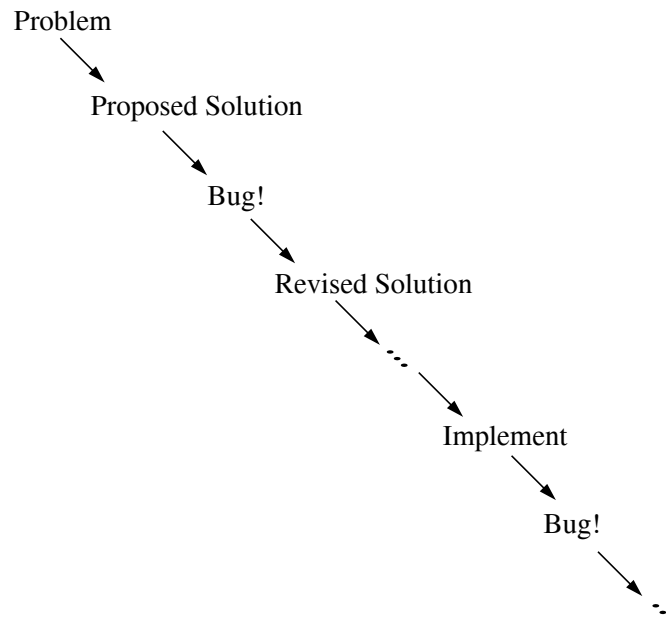 Problem
Proposed Solution
Bug!
Revised Solution
Implement
Bug!